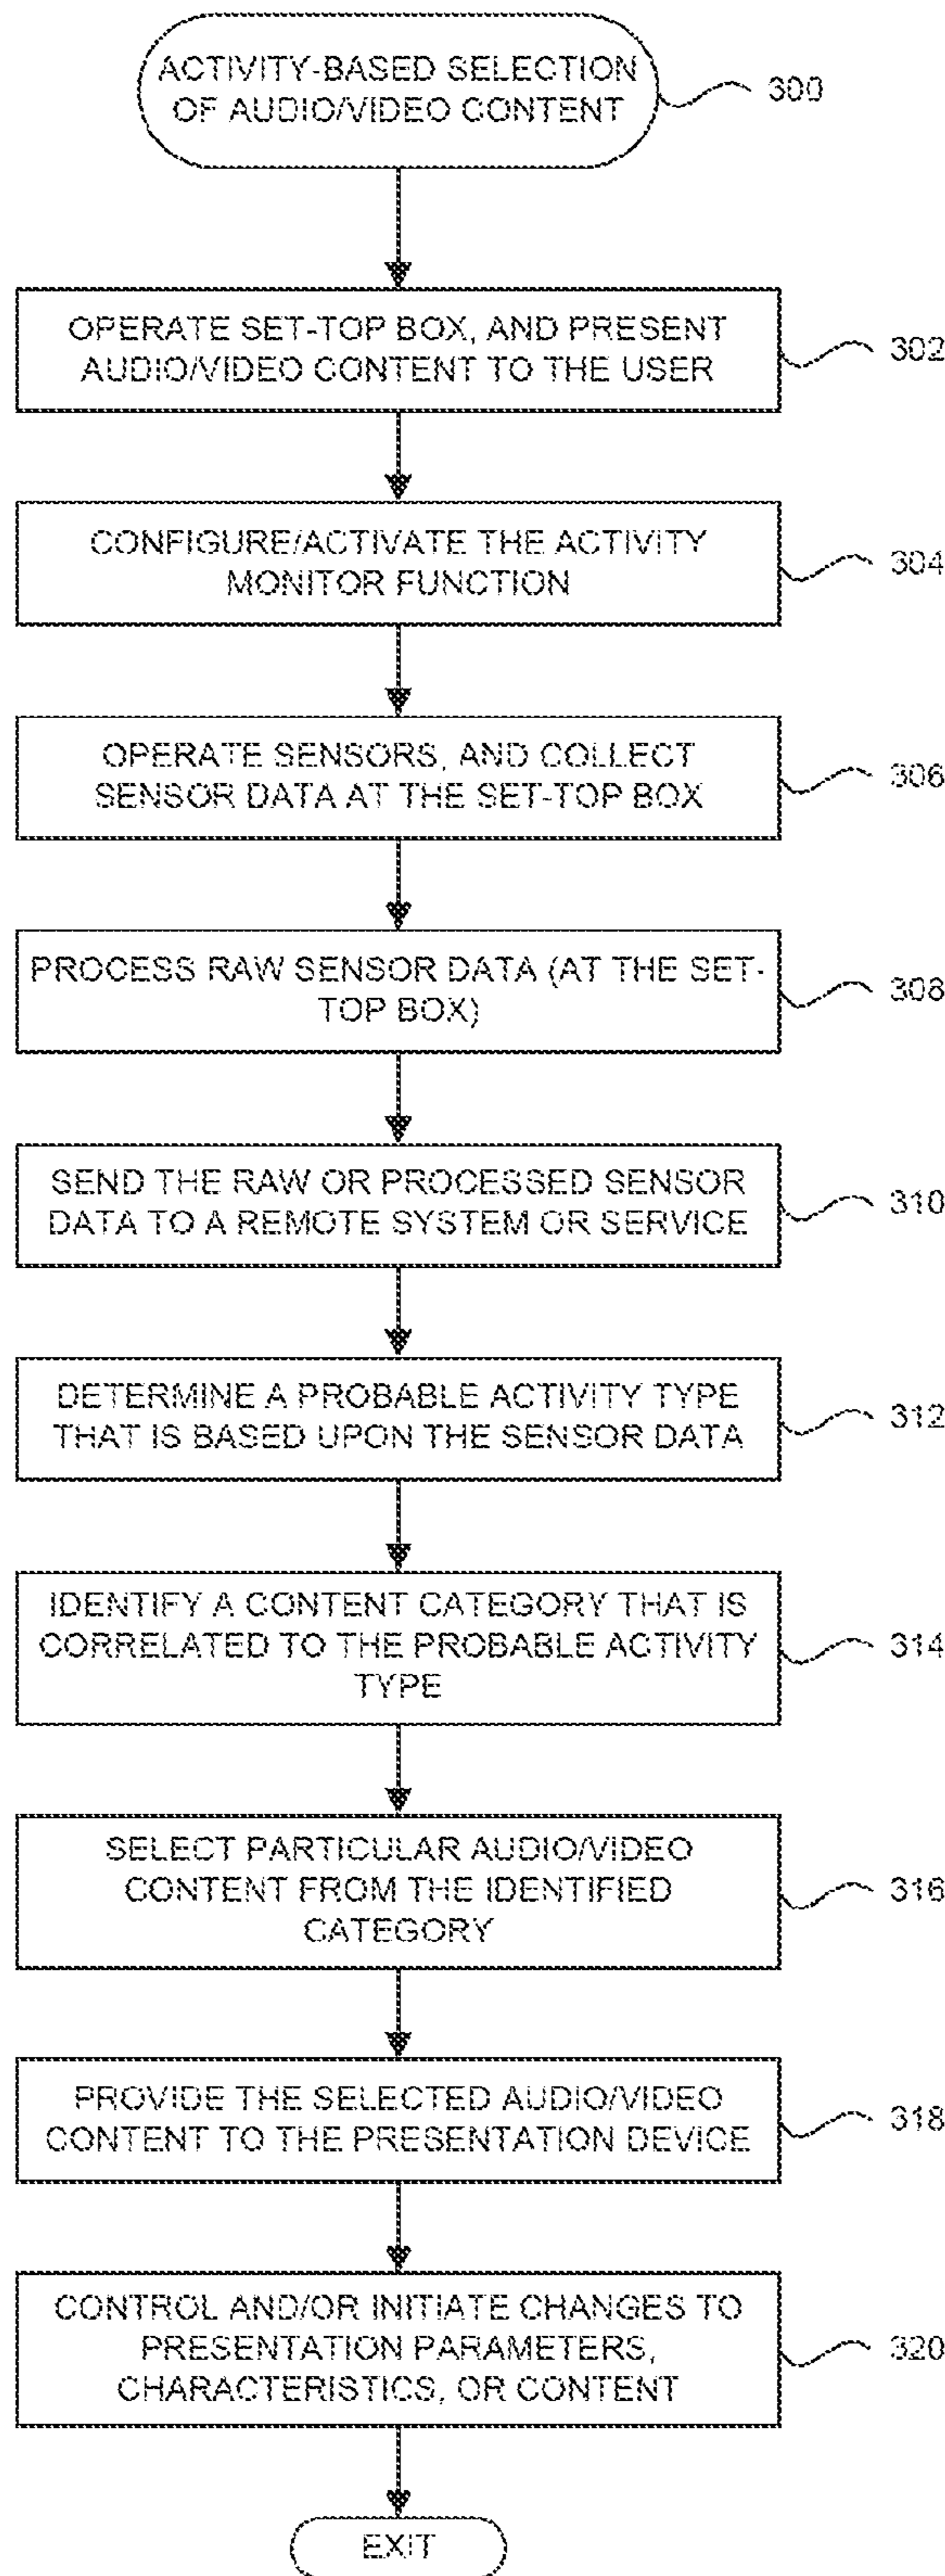 ACTIVITY-BASED SELECTION
OF AUDIO/VIDEO CONTENT
300
OPERATE SET-TOP BOX, AND PRESENT
AUDIO/VIDEO CONTENT TO THE USER
302
CONFIGURE/ACTIVATE THE ACTIVITY
MONITOR FUNCTION
304
OPERATE SENSORS, AND COLLECT
SENSOR DATA AT THE SET-TOP BOX
306
PROCESS RAW SENSOR DATA (AT THE SET-
TOP BOX)
308
SEND THE RAW OR PROCESSED SENSOR
DATA TO A REMOTE SYSTEM OR SERVICE
310
DETERMINE A PROBABLE ACTIVITY TYPE
THAT IS BASED UPON THE SENSOR DATA
312
IDENTIFY A CONTENT CATEGORY THAT IS
CORRELATED TO THE PROBABLE ACTIVITY
TYPE
314
SELECT PARTICULAR AUDIO/VIDEO
CONTENT FROM THE IDENTIFIED
CATEGORY
316
PROVIDE THE SELECTED AUDIO/VIDEO
CONTENT TO THE PRESENTATION DEVICE
318
CONTROL AND/OR INITIATE CHANGES TO
PRESENTATION PARAMETERS,
CHARACTERISTICS, OR CONTENT
320
EXIT